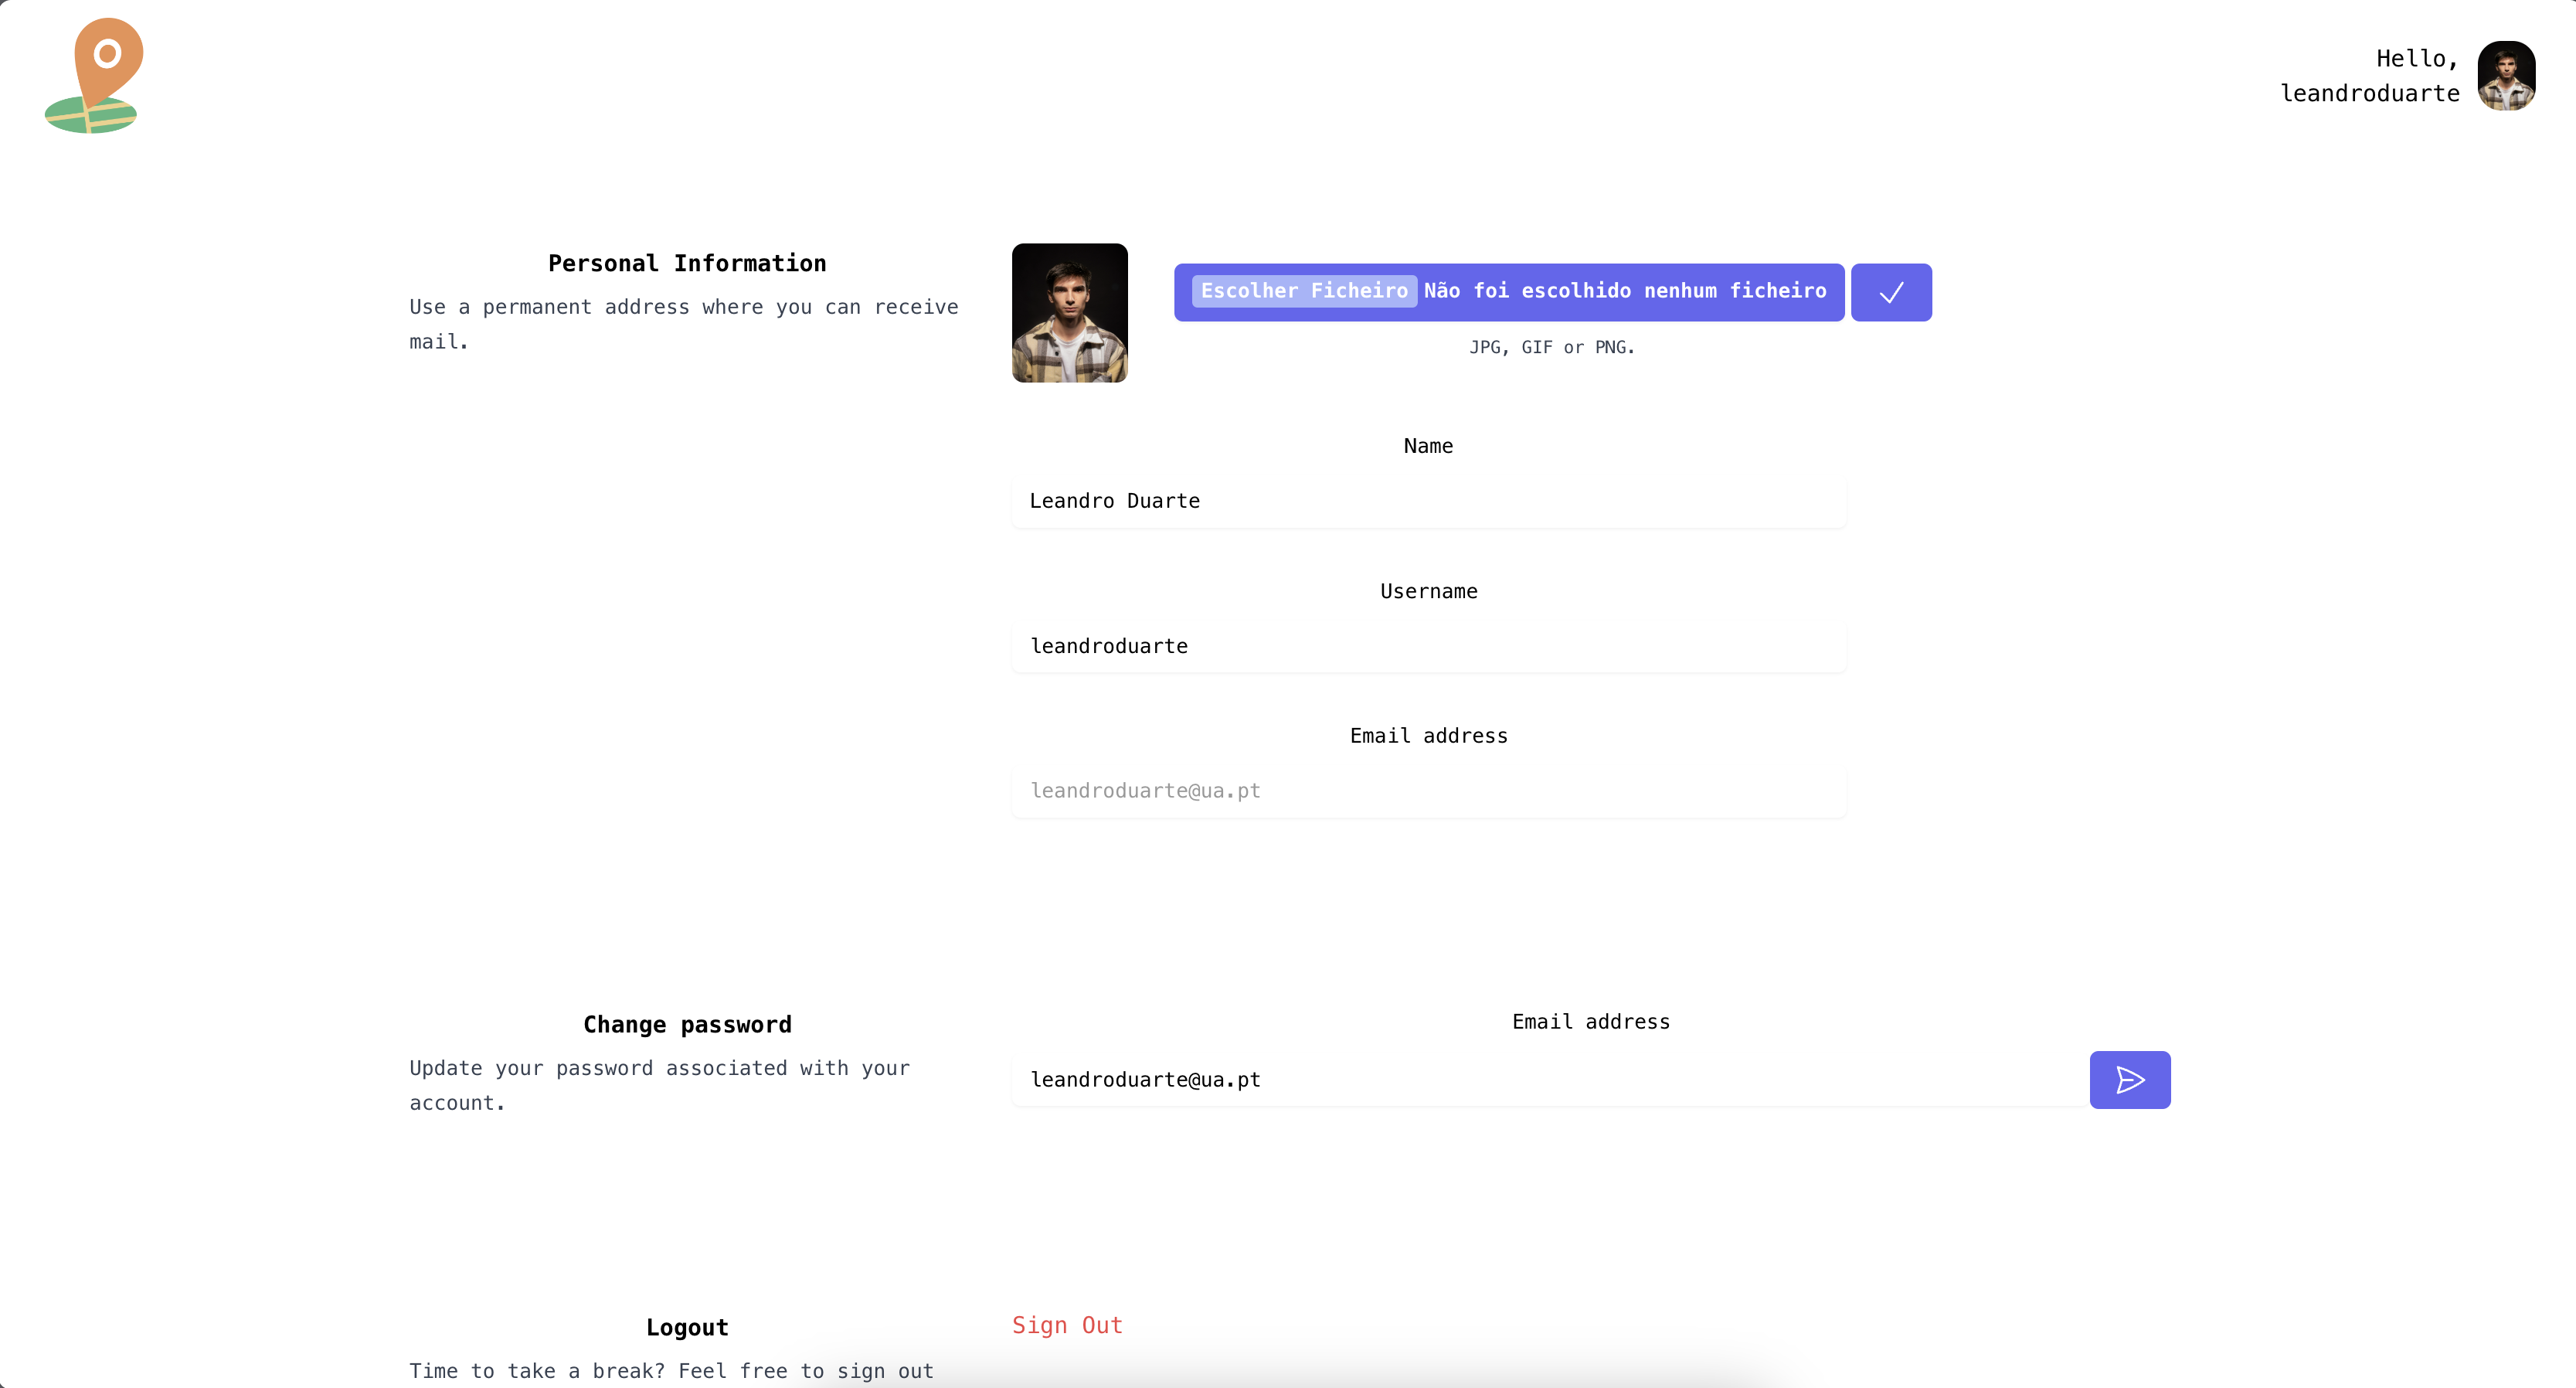 Hello,
leandroduarte
Personal Information
Use a permanent address where you can receive
mail.
Escolher Ficheiro Não foi escolhido nenhum ficheiro
JPG, GIF or PNG.
Name
Leandro Duarte
Username
leandroduarte
Email address
leandroduarte@ua.pt
Change password
Update your password associated with your
account.
Email address
leandroduarte@ua.pt
Logout
Time to take a break? Feel free to sign out
Sign Out